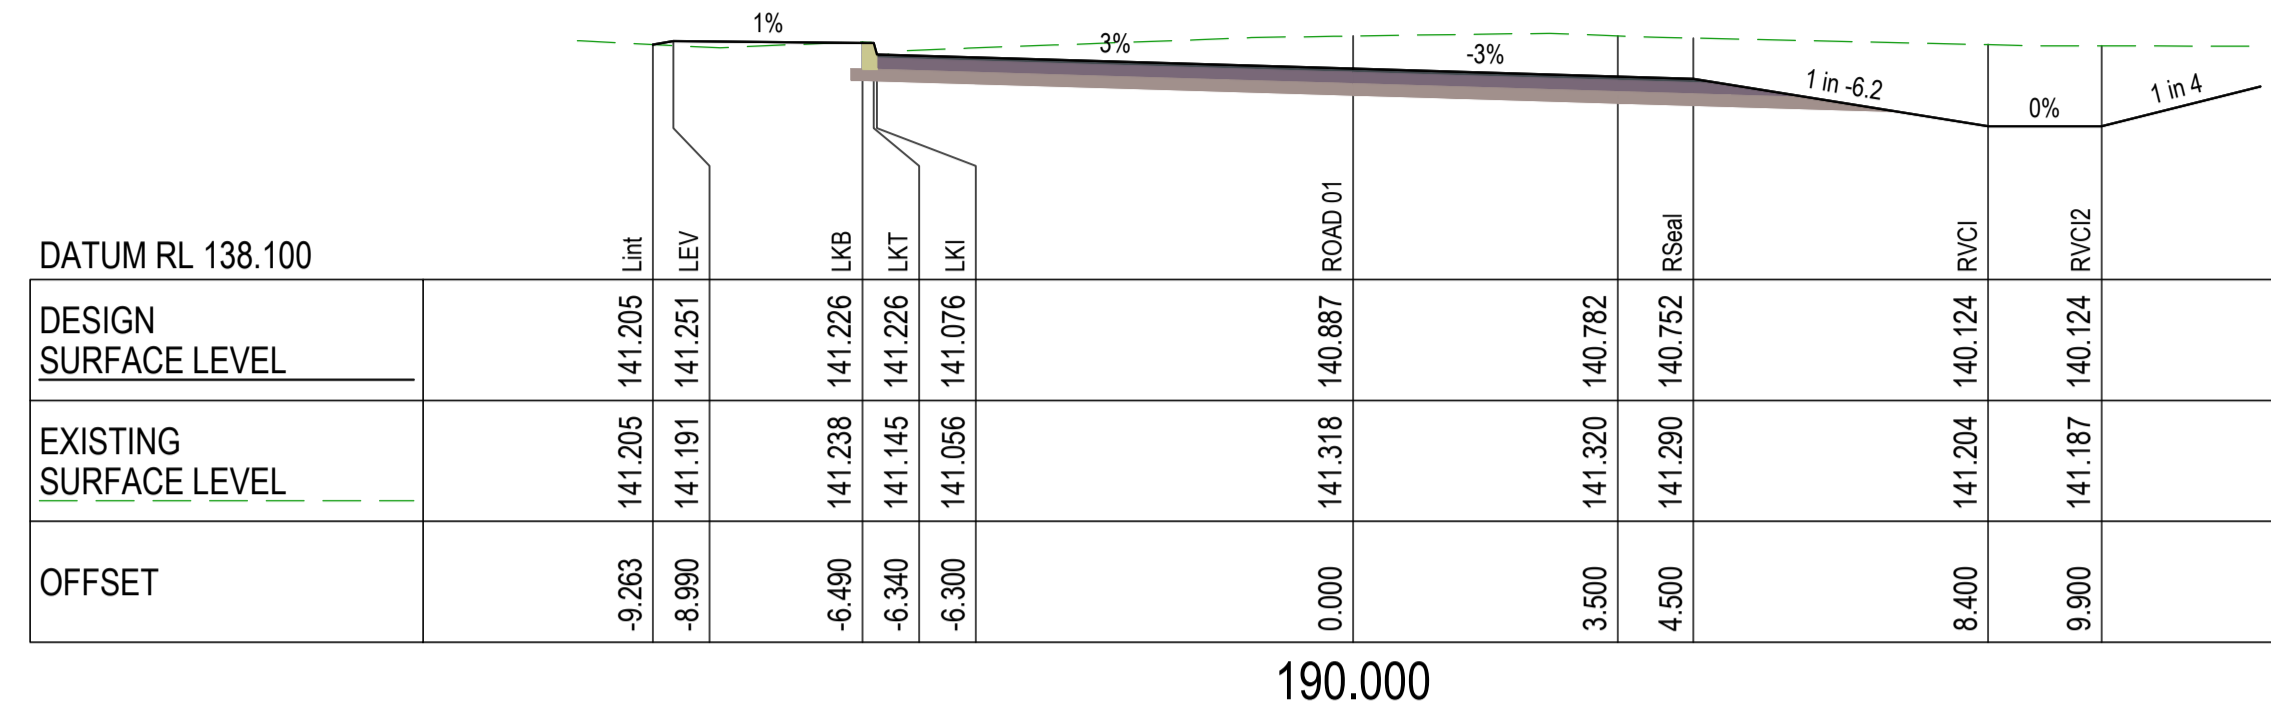 1%
3%
-3%
1 in -6.2
0%
1 in 4
DATUM RL 138.100
Lint
LEV
LKB
LKT
LKI
ROAD 01
RSeal
RVCI
RVCI2
DESIGN
SURFACE LEVEL
141.205
141.251
141.226
141.226
141.076
140.887
140.782
140.752
140.124
140.124
EXISTING
SURFACE LEVEL
141.205
141.191
141.238
141.145
141.056
141.318
141.320
141.290
141.204
141.187
OFFSET
-9.263
-8.990
-6.490
-6.340
-6.300
0.000
3.500
4.500
8.400
9.900
190.000